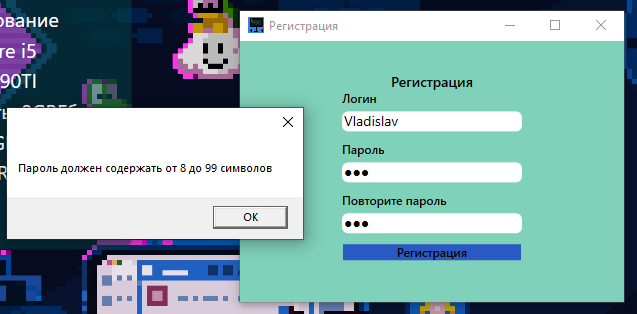 Регистрация
ование
re i5
90TI
Регистрация
Логин
Vladislav
Пароль
●●●
Повторите пароль
●●●
Регистрация
Пароль должен содержать от 8 до 99 символов
OK